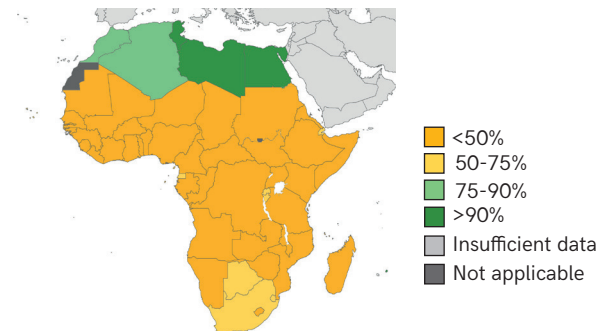 <50%
50-75%
75-90%
>90%
Insufficient data
Not applicable